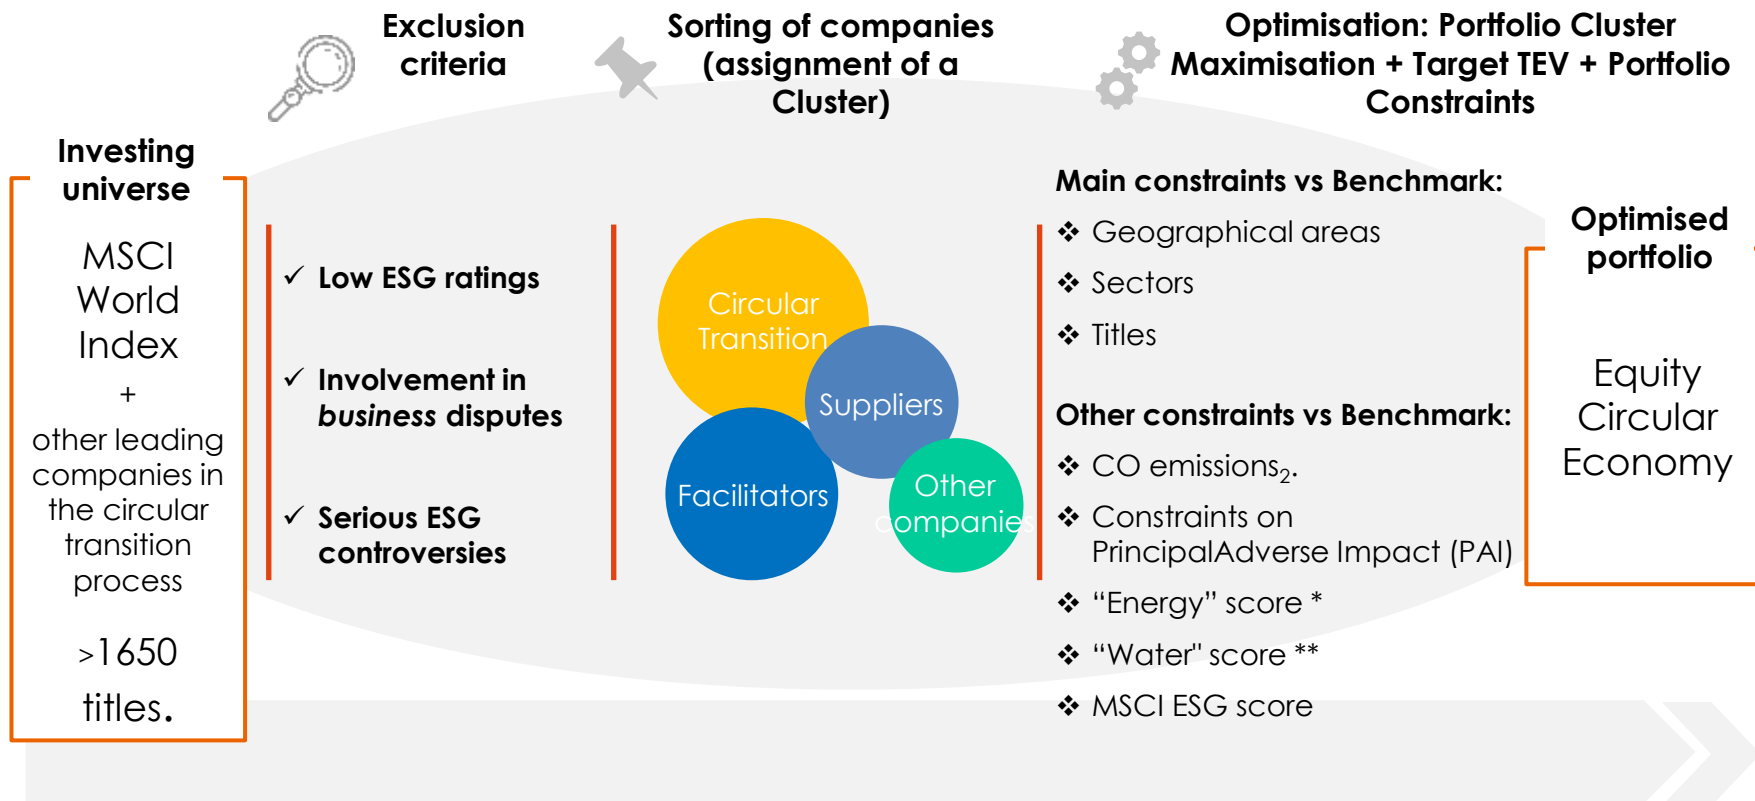 Exclusion
criteria
Sorting of companies
(assignment of a
Cluster)
Optimisation: Portfolio Cluster
Maximisation + Target TEV + Portfolio
Constraints
Investing
universe
MSCI
World
Index
+
other leading
companies in
the circular
transition
process
>1650
titles.
✓ Low ESG ratings
✓ Involvement in
business disputes
✓ Serious ESG
controversies
Circular
Transition
Suppliers
Facilitators
Other
companies
Main constraints vs Benchmark:
❖ Geographical areas
❖ Sectors
❖ Titles
Other constraints vs Benchmark:
❖ CO emissions₂.
❖ Constraints on
PrincipalAdverse Impact (PAI)
❖ “Energy” score *
❖ “Water" score **
❖ MSCI ESG score
Optimised
portfolio
Equity
Circular
Economy